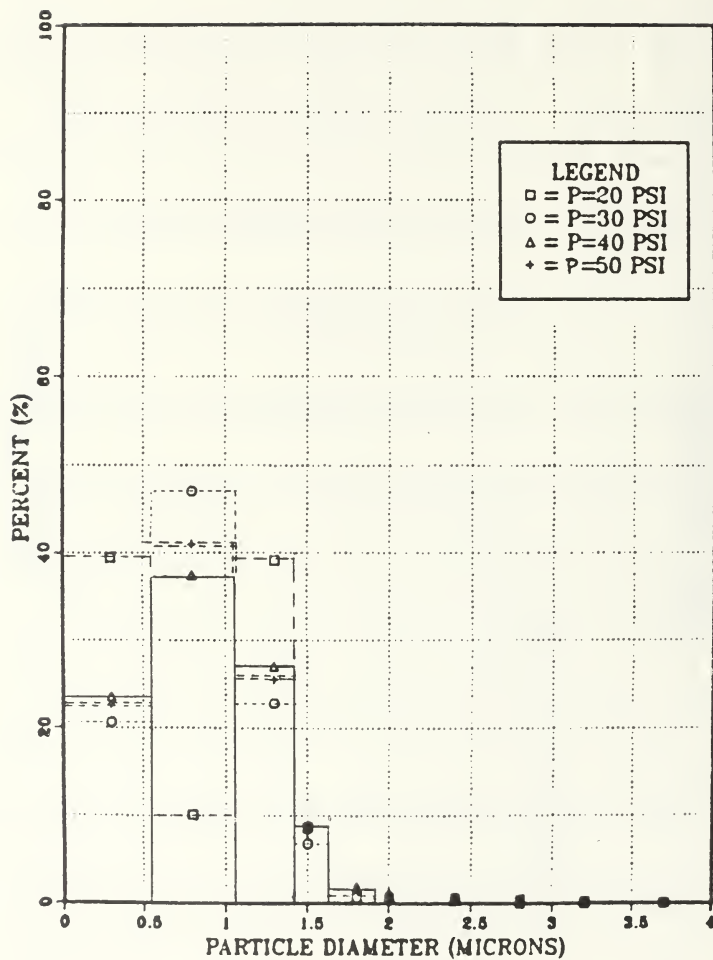 100
80
60
40
20
0
PERCENT (%)
LEGEND
□ = P=20 PSI
○ = P=30 PSI
△ = P=40 PSI
+ = P=50 PSI
0 0.5 1 1.5 2 2.5 3 3.5 4
PARTICLE DIAMETER (MICRONS)